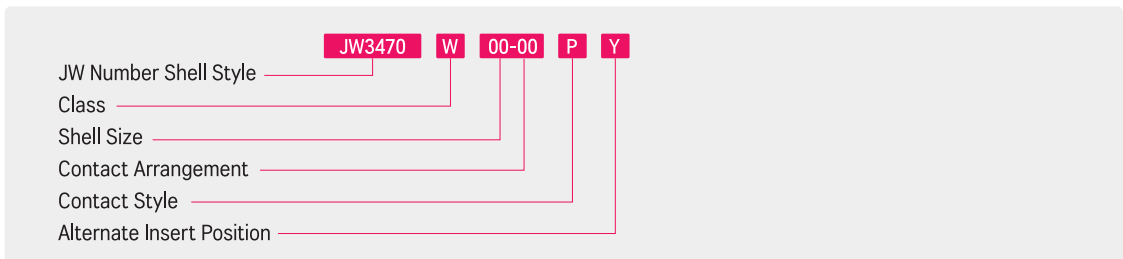 JW3470 W 00-00 P Y
JW Number Shell Style
Class
Shell Size
Contact Arrangement
Contact Style
Alternate Insert Position